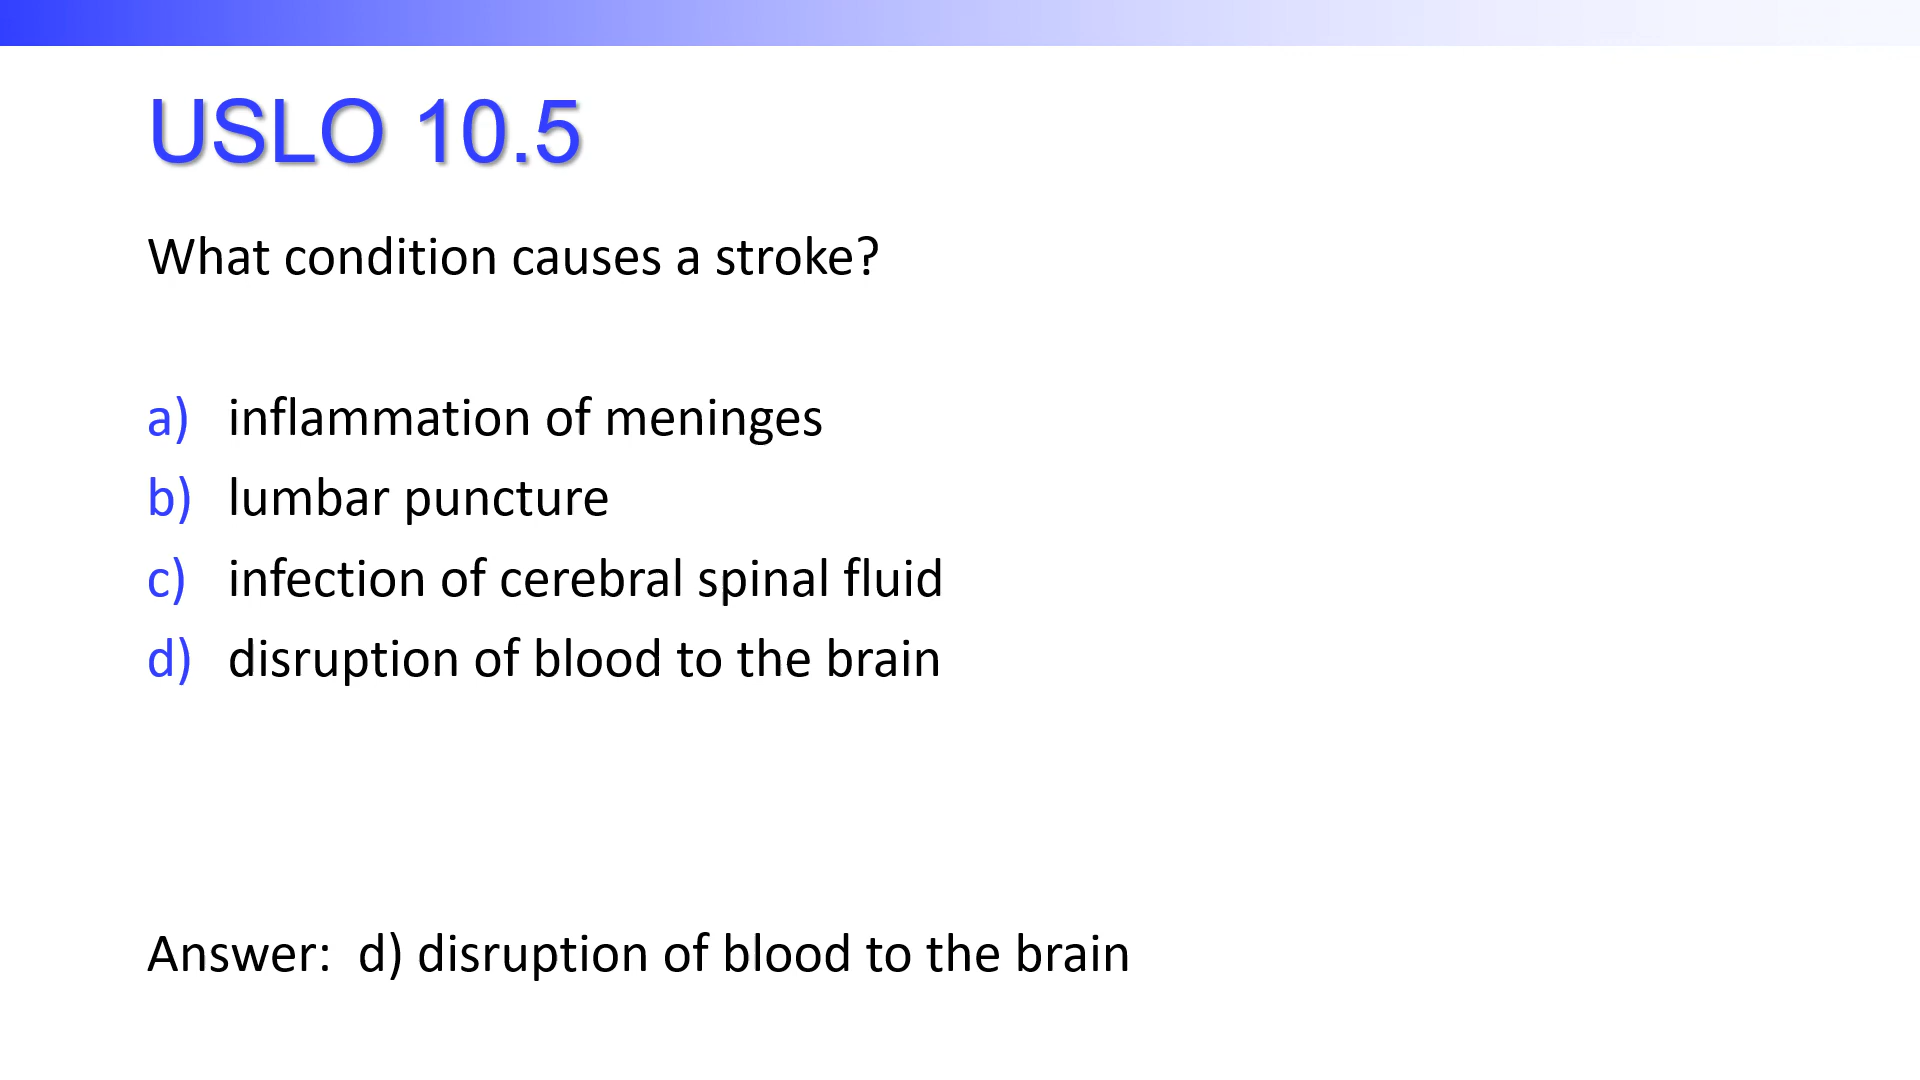 USLO 10.5
What condition causes a stroke?
a) inflammation of meninges
b) lumbar puncture
c) infection of cerebral spinal fluid
d) disruption of blood to the brain
Answer: d) disruption of blood to the brain